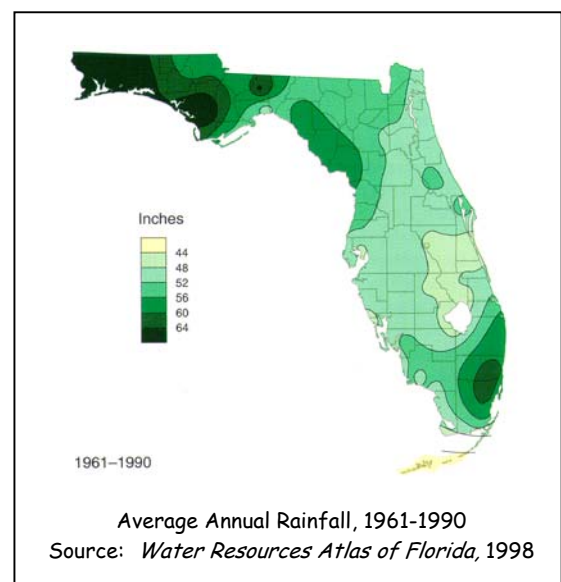 Inches
44
48
52
56
60
64
1961–1990
Average Annual Rainfall, 1961-1990
Source: Water Resources Atlas of Florida, 1998